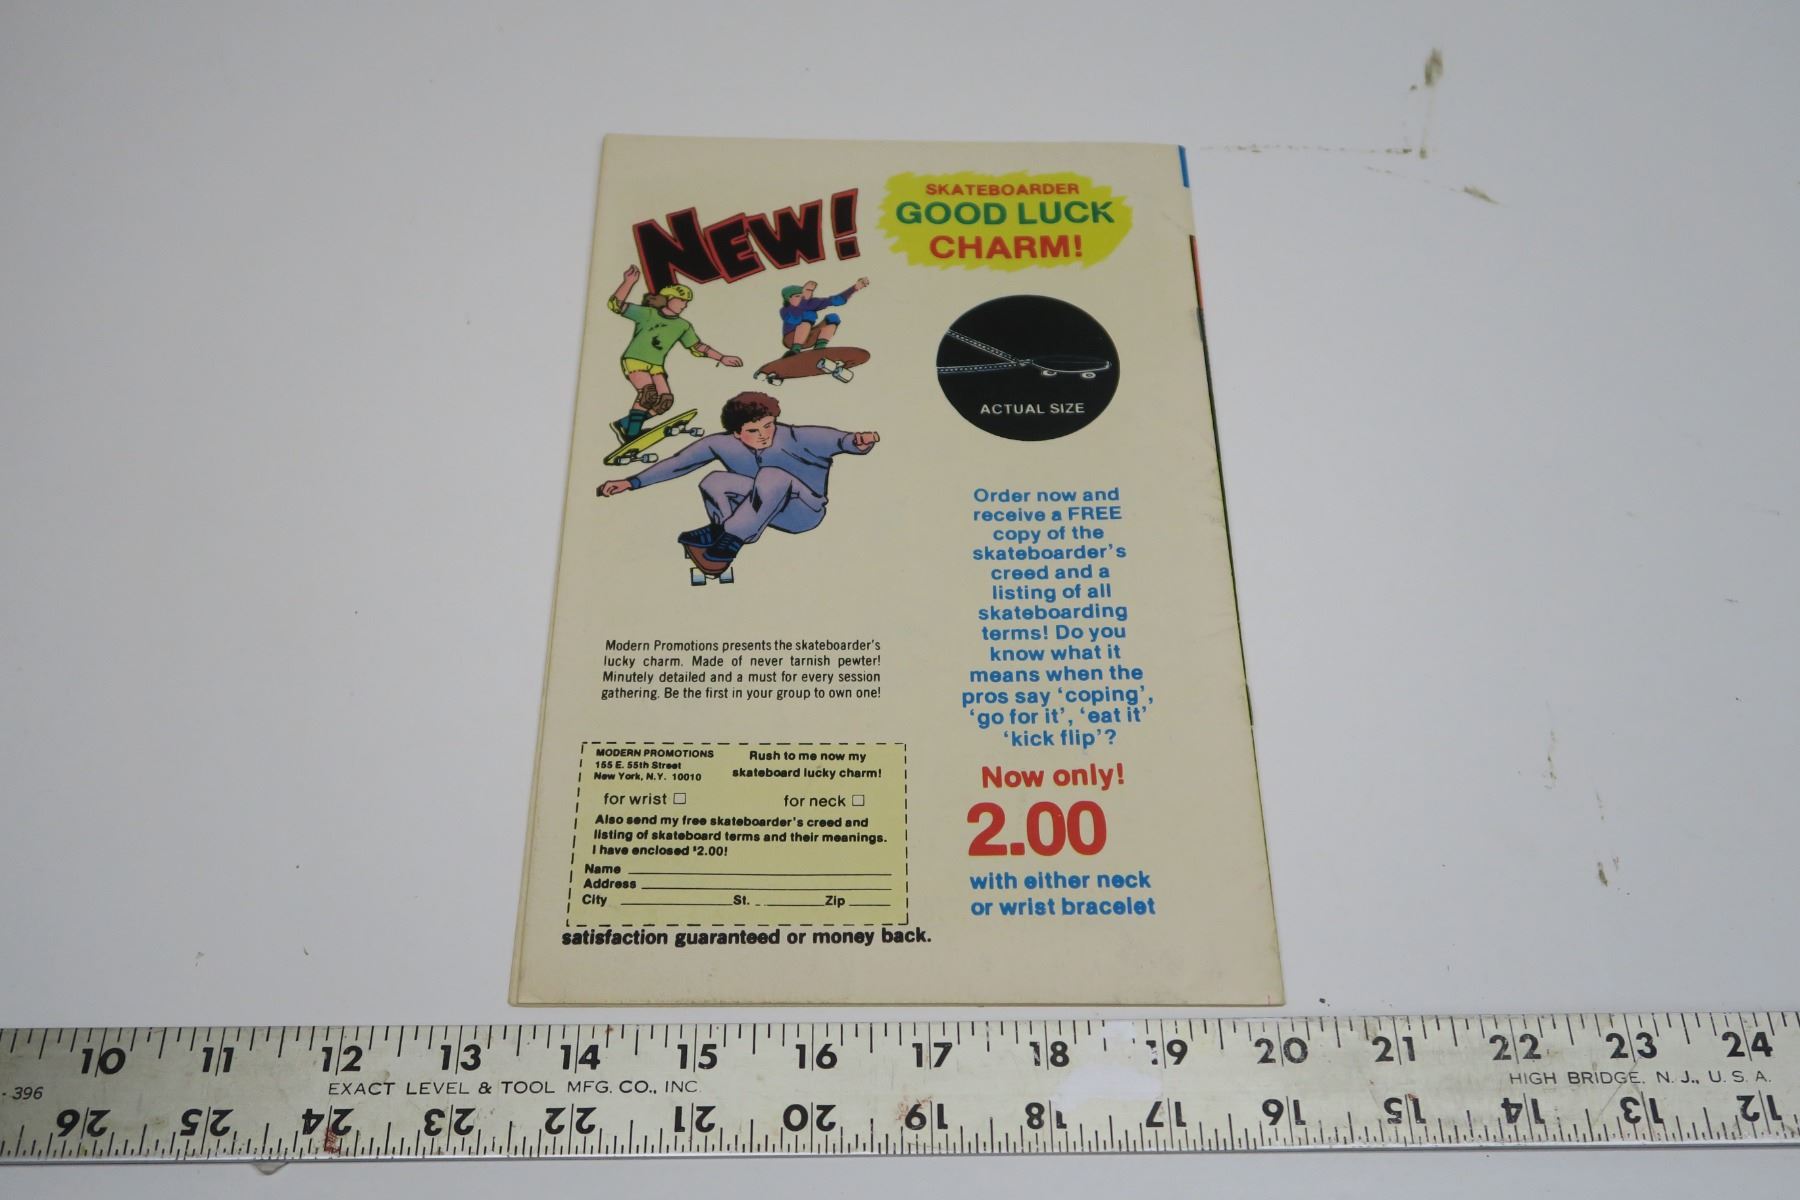 NEW!
SKATEBOARDER
GOOD LUCK
CHARM!
ACTUAL SIZE
Order now and
receive a FREE
copy of the
skateboarder's
creed and a
listing of all
skateboarding
terms! Do you
know what it
means when the
pros say 'coping',
'go for it', 'eat it'
'kick flip'?
Now only!
2.00
with either neck
or wrist bracelet
Modern Promotions presents the skateboarder's
lucky charm. Made of never tarnish pewter!
Minutely detailed and a must for every session
gathering. Be the first in your group to own one!
MODERN PROMOTIONS
155 E. 55th Street
New York, N.Y. 10010
Rush to me now my
skateboard lucky charm!
for wrist
for neck
Also send my free skateboarder's creed and
listing of skateboard terms and their meanings.
I have enclosed $2.00!
Name
Address
City St. Zip
satisfaction guaranteed or money back.
10 11 12 13 14 15 16 17 18 19 20 21 22 23 24
- 396
EXACT LEVEL & TOOL MFG. CO., INC.
HIGH BRIDGE, N. J., U. S. A.
26 25 24 23 22 21 20 19 18 17 16 15 14 13 12